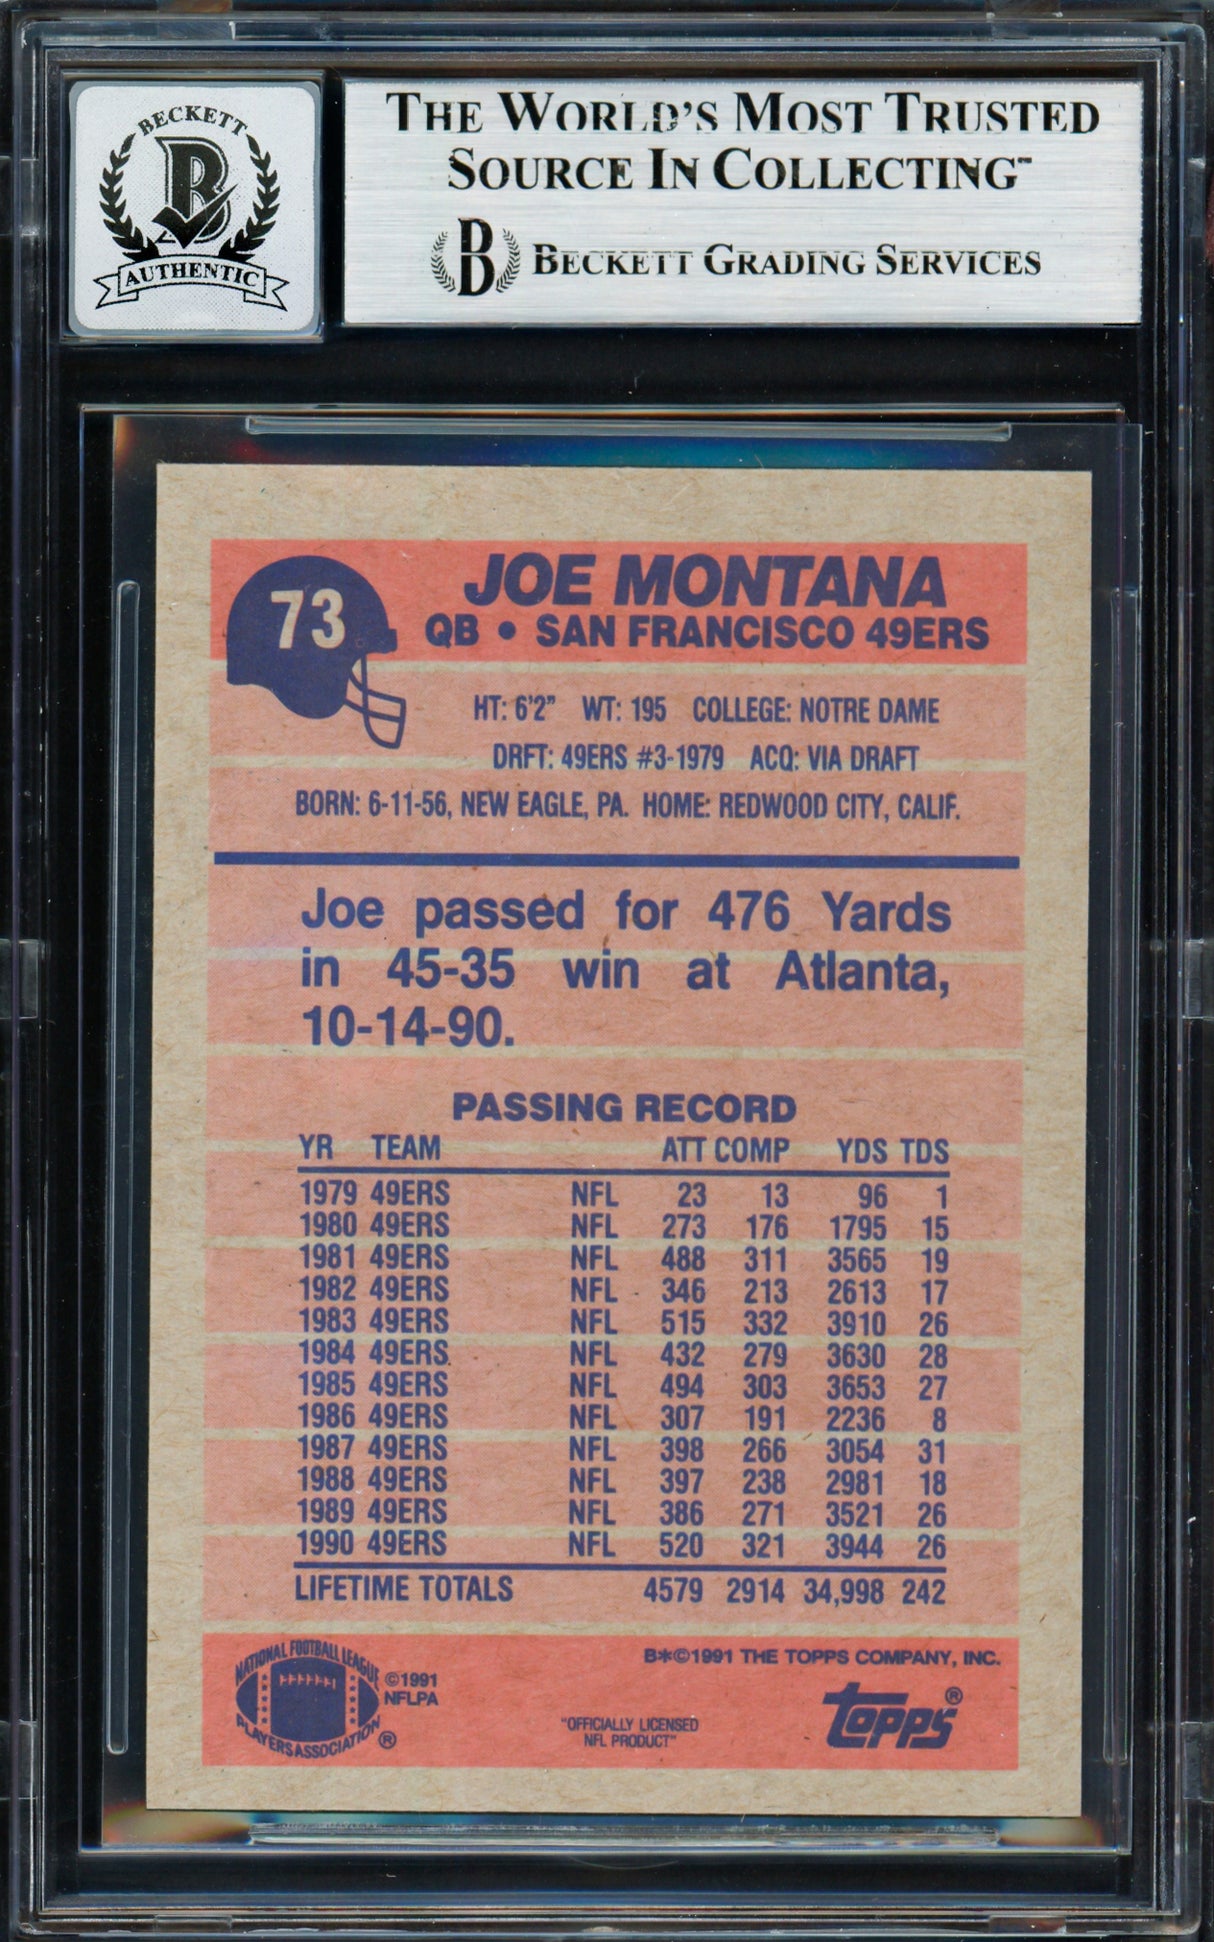 BECKETT
B
AUTHENTIC
THE WORLD'S MOST TRUSTED
SOURCE IN COLLECTING™
B BECKETT GRADING SERVICES
73
JOE MONTANA
QB • SAN FRANCISCO 49ERS
HT: 6'2" WT: 195 COLLEGE: NOTRE DAME
DRFT: 49ERS #3-1979 ACQ: VIA DRAFT
BORN: 6-11-56, NEW EAGLE, PA. HOME: REDWOOD CITY, CALIF.
Joe passed for 476 Yards
in 45-35 win at Atlanta,
10-14-90.
PASSING RECORD
YR TEAM ATT COMP YDS TDS
1979 49ERS NFL 23 13 96 1
1980 49ERS NFL 273 176 1795 15
1981 49ERS NFL 488 311 3565 19
1982 49ERS NFL 346 213 2613 17
1983 49ERS NFL 515 332 3910 26
1984 49ERS NFL 432 279 3630 28
1985 49ERS NFL 494 303 3653 27
1986 49ERS NFL 307 191 2236 8
1987 49ERS NFL 398 266 3054 31
1988 49ERS NFL 397 238 2981 18
1989 49ERS NFL 386 271 3521 26
1990 49ERS NFL 520 321 3944 26
LIFETIME TOTALS 4579 2914 34,998 242
NATIONAL FOOTBALL LEAGUE
PLAYERS ASSOCIATION ®
©1991
NFLPA
"OFFICIALLY LICENSED
NFL PRODUCT"
B*©1991 THE TOPPS COMPANY, INC.
topps®